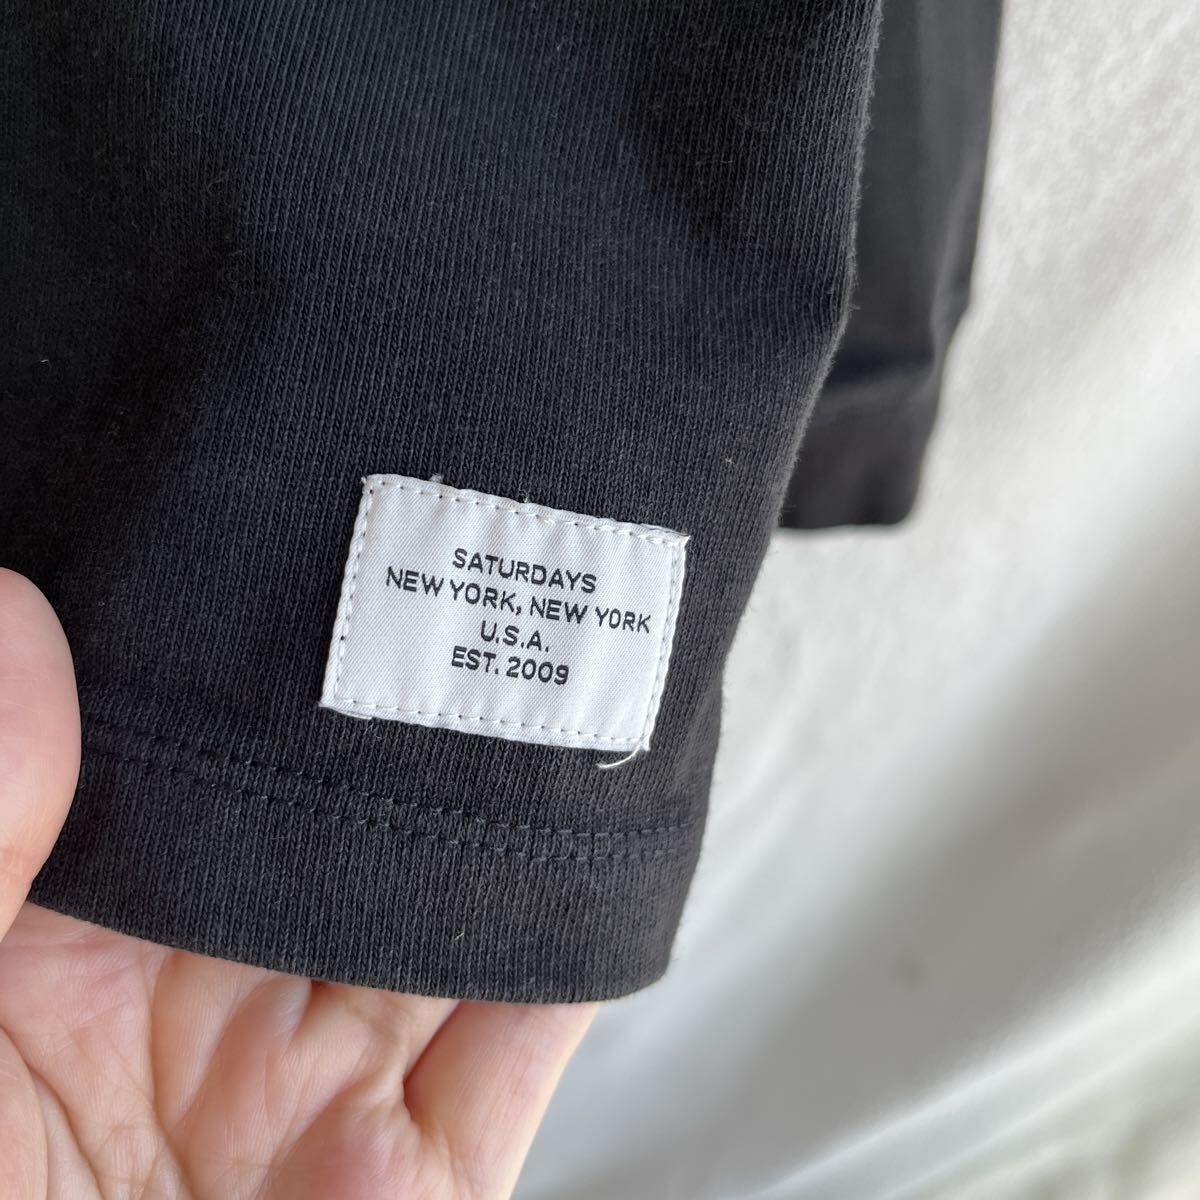 SATURDAYS
NEW YORK, NEW YORK
U.S.A.
EST. 2009